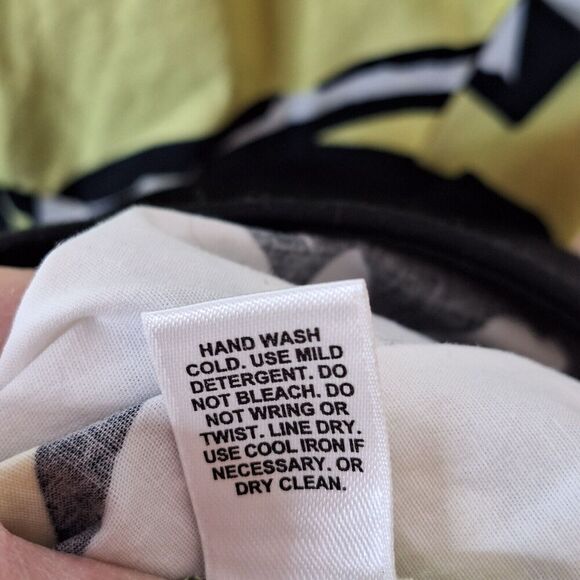 HAND WASH
COLD. USE MILD
DETERGENT. DO
NOT BLEACH. DO
NOT WRING OR
TWIST. LINE DRY.
USE COOL IRON IF
NECESSARY. OR
DRY CLEAN.